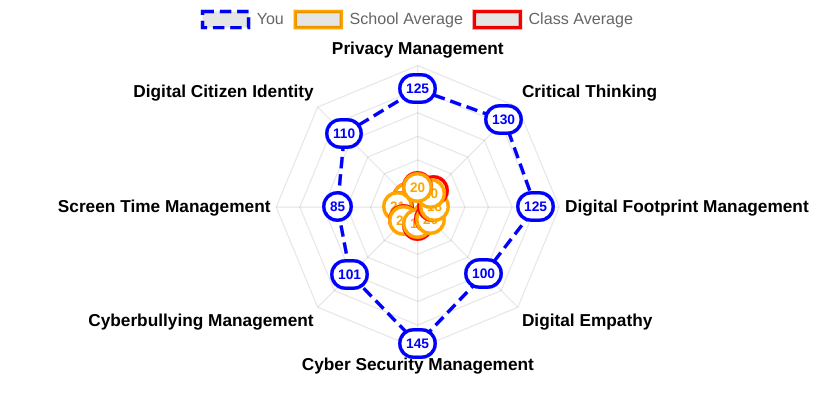 You School Average Class Average
Privacy Management
Digital Citizen Identity Critical Thinking
125
130
110
20
Screen Time Management 85 125 Digital Footprint Management
101 100
Cyberbullying Management Digital Empathy
145
Cyber Security Management